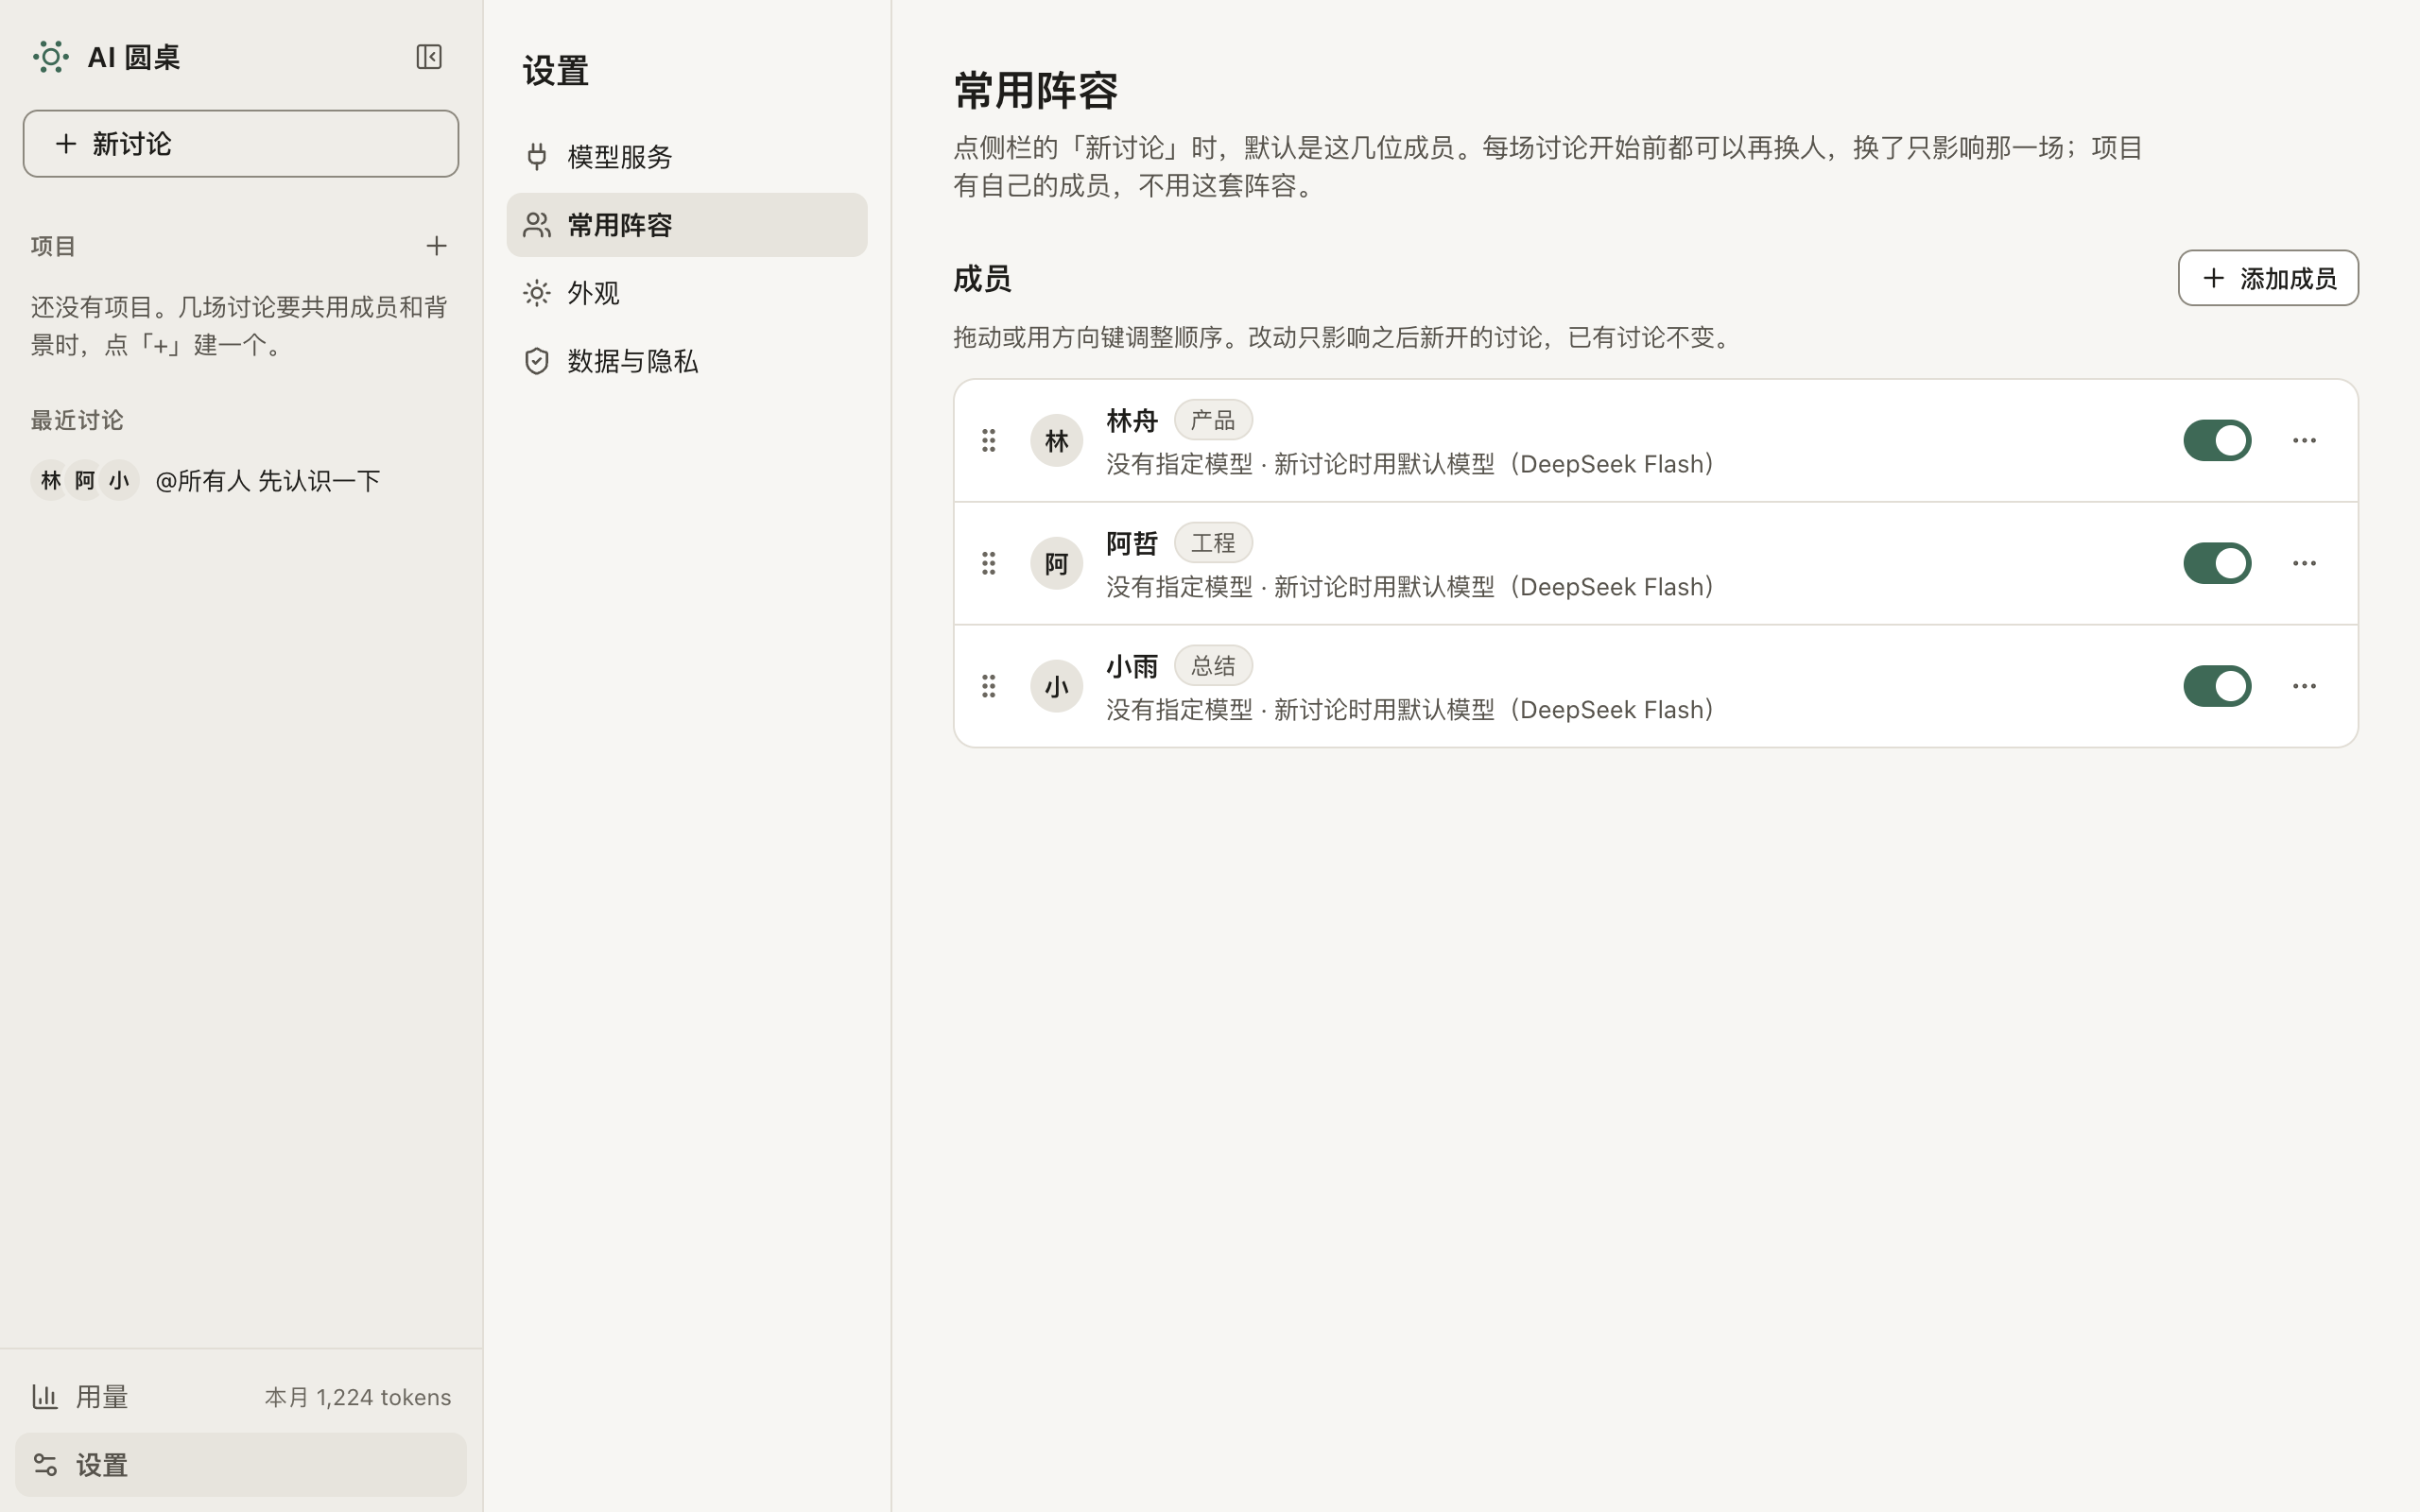 AI 圆桌
新讨论
项目
还没有项目。几场讨论要共用成员和背
景时，点「+」建一个。
最近讨论
林 阿 小 @所有人 先认识一下
用量 本月 1,224 tokens
设置
设置
模型服务
常用阵容
外观
数据与隐私
常用阵容
点侧栏的「新讨论」时，默认是这几位成员。每场讨论开始前都可以再换人，换了只影响那一场；项目
有自己的成员，不用这套阵容。
成员
添加成员
拖动或用方向键调整顺序。改动只影响之后新开的讨论，已有讨论不变。
林
林舟 产品
没有指定模型 · 新讨论时用默认模型（DeepSeek Flash）
阿
阿哲 工程
没有指定模型 · 新讨论时用默认模型（DeepSeek Flash）
小
小雨 总结
没有指定模型 · 新讨论时用默认模型（DeepSeek Flash）